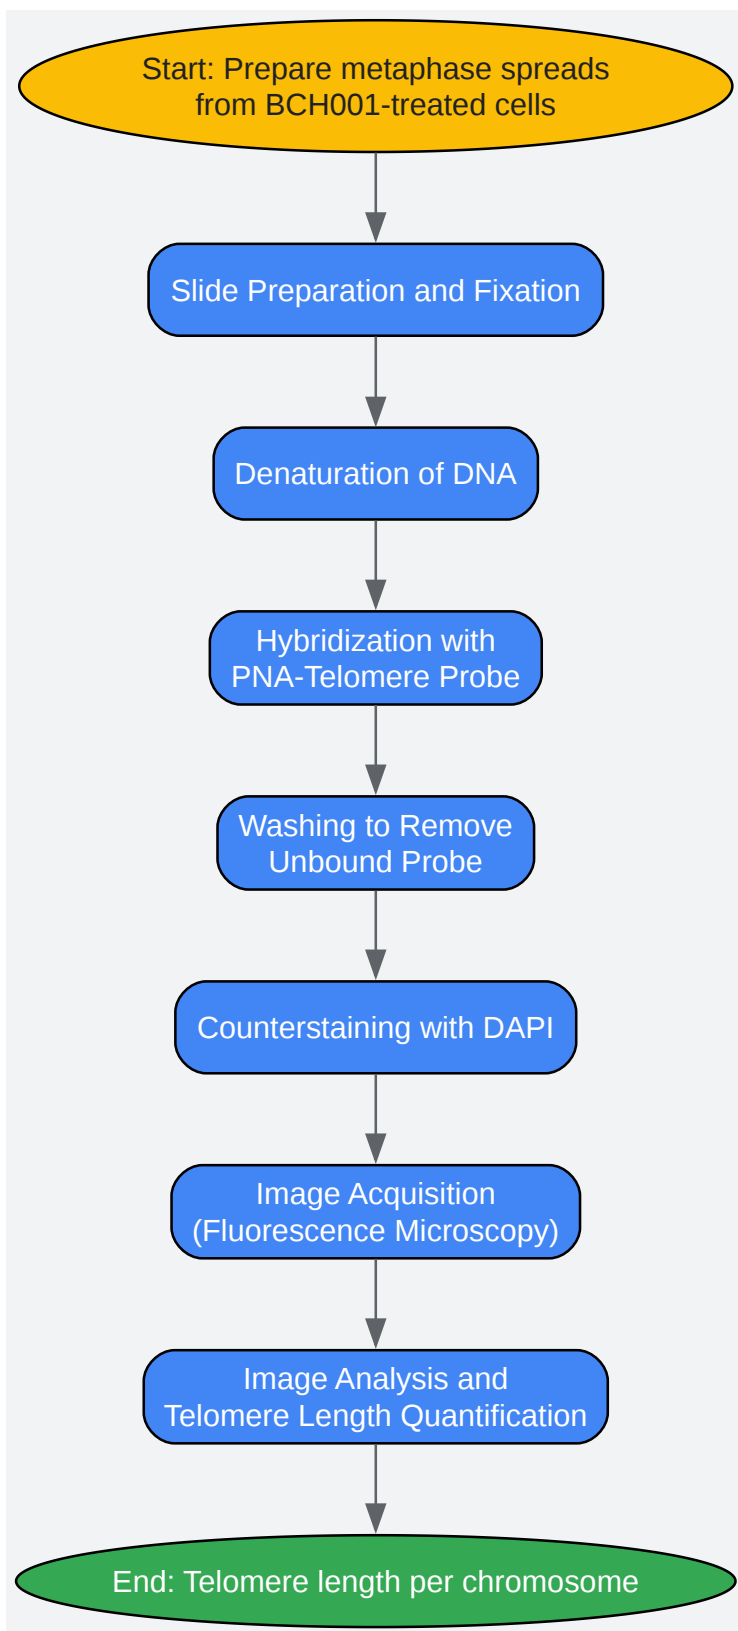 Start: Prepare metaphase spreads
from BCH001-treated cells
Slide Preparation and Fixation
Denaturation of DNA
Hybridization with
PNA-Telomere Probe
Washing to Remove
Unbound Probe
Counterstaining with DAPI
Image Acquisition
(Fluorescence Microscopy)
Image Analysis and
Telomere Length Quantification
End: Telomere length per chromosome